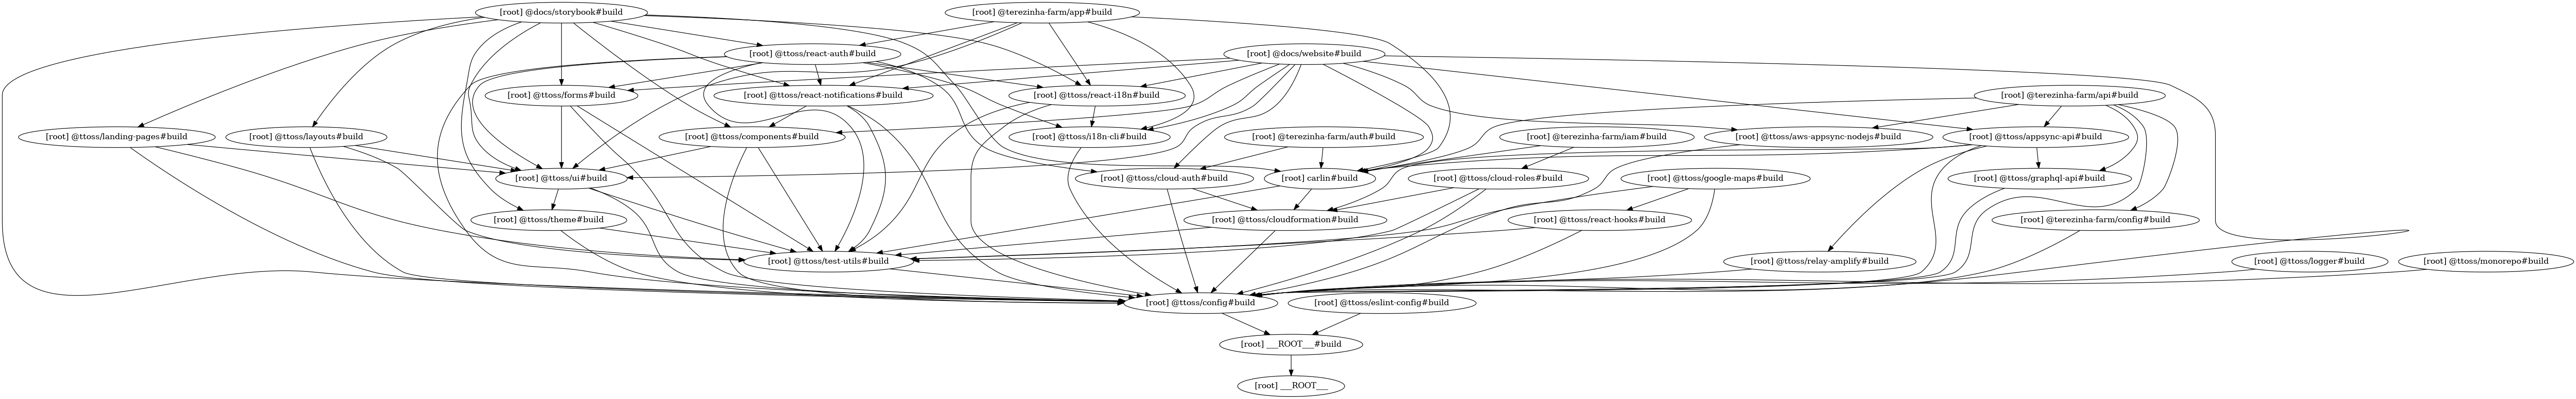 [root] @docs/storybook#build
[root] @terezinha-farm/app#build
[root] @ttoss/react-auth#build
[root] @docs/website#build
[root] @ttoss/forms#build
[root] @ttoss/react-notifications#build
[root] @ttoss/react-i18n#build
[root] @terezinha-farm/api#build
[root] @ttoss/landing-pages#build
[root] @ttoss/layouts#build
[root] @ttoss/components#build
[root] @ttoss/i18n-cli#build
[root] @terezinha-farm/auth#build
[root] @terezinha-farm/iam#build
[root] @ttoss/aws-appsync-nodejs#build
[root] @ttoss/appsync-api#build
[root] @ttoss/ui#build
[root] @ttoss/cloud-auth#build
[root] carlin#build
[root] @ttoss/cloud-roles#build
[root] @ttoss/google-maps#build
[root] @ttoss/graphql-api#build
[root] @ttoss/theme#build
[root] @ttoss/cloudformation#build
[root] @ttoss/react-hooks#build
[root] @terezinha-farm/config#build
[root] @ttoss/test-utils#build
[root] @ttoss/relay-amplify#build
[root] @ttoss/logger#build
[root] @ttoss/monorepo#build
[root] @ttoss/config#build
[root] @ttoss/eslint-config#build
[root] ___ROOT___#build
[root] ___ROOT___